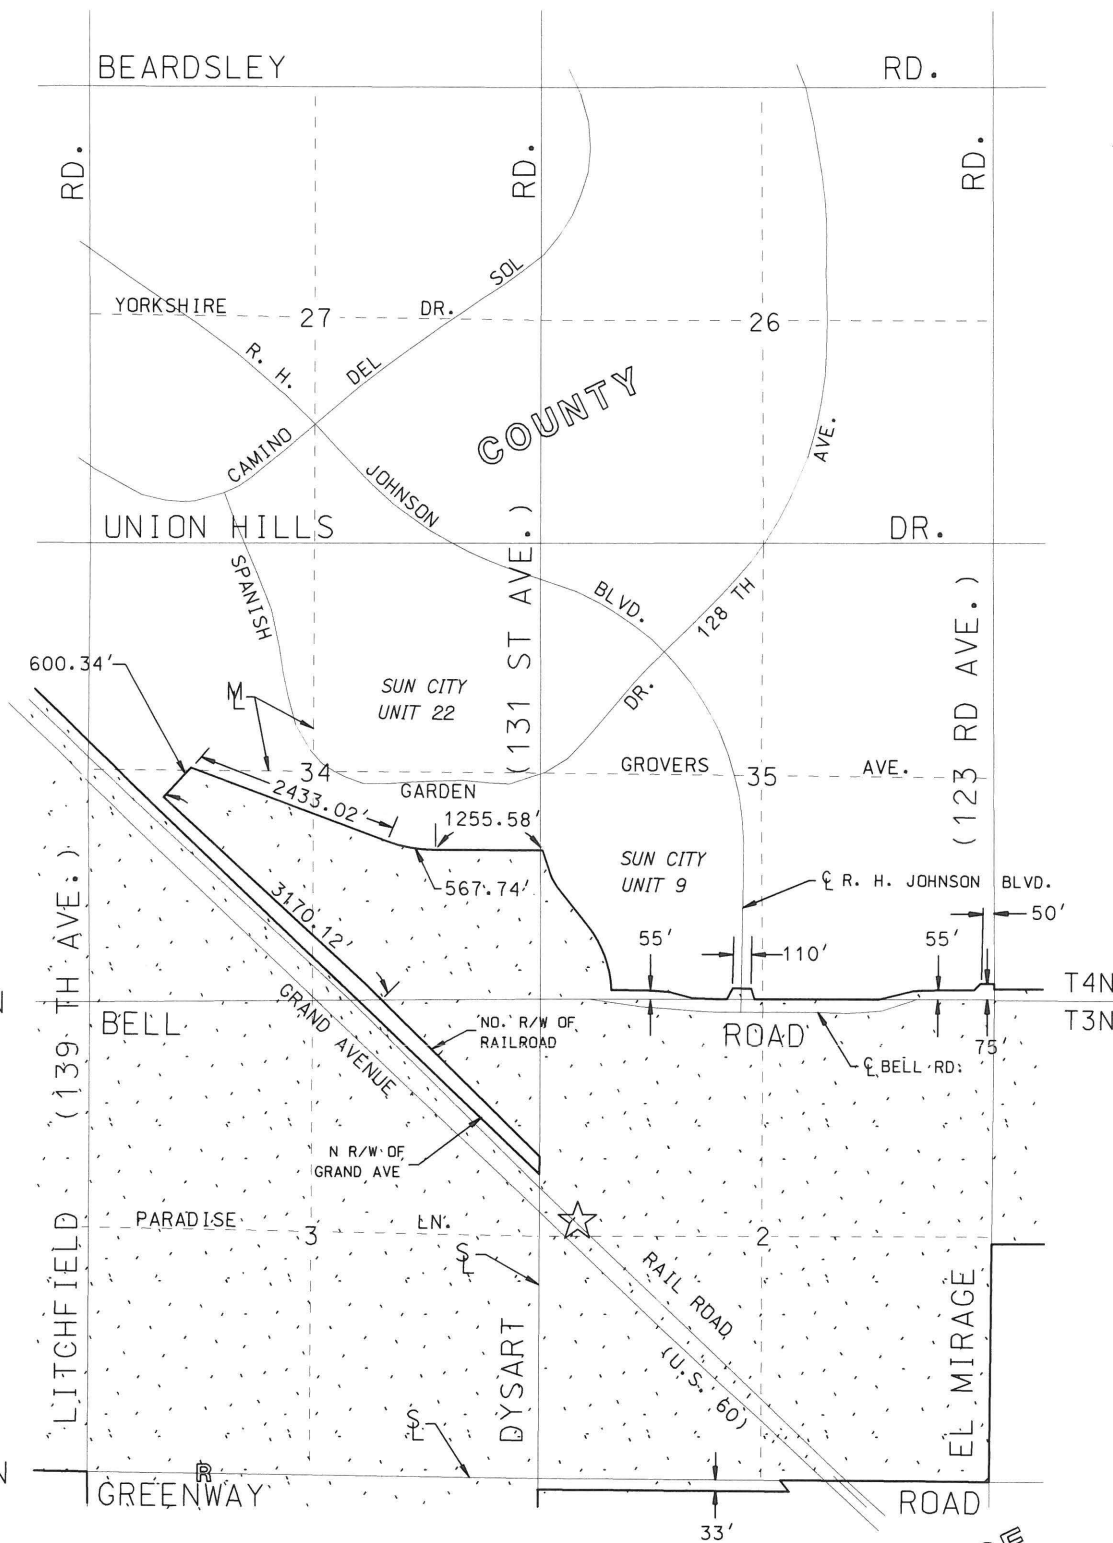 BEARDSLEY RD.
RD.
RD.
RD.
SOL
YORKSHIRE DR.
27
26
R. H.
DEL
COUNTY
AVE.
CAMINO
JOHNSON
UNION HILLS DR.
SPANISH
BLVD.
128 TH
600.34'
SUN CITY
UNIT 22
DR.
(131 ST AVE.)
(123 RD AVE.)
GROVERS AVE.
34
35
2433.02'
GARDEN
1255.58'
SUN CITY
UNIT 9
567.74'
R. H. JOHNSON BLVD.
50'
3170.12'
55'
110'
55'
(139 TH AVE.)
T4N
T3N
GRAND AVENUE
BELL ROAD
NO. R/W OF
RAILROAD
75'
BELL RD.
N R/W OF
GRAND AVE
PARADISE LN.
3
2
RAIL ROAD
(U.S. 60)
LITCHFIELD
DYSART
EL MIRAGE
R
N
GREENWAY ROAD
33'